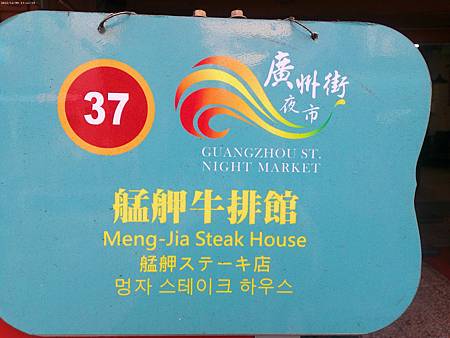 37
廣州街
夜市
GUANGZHOU ST.
NIGHT MARKET
艋舺牛排館
Meng-Jia Steak House
艋舺ステーキ店
멍자 스테이크 하우스